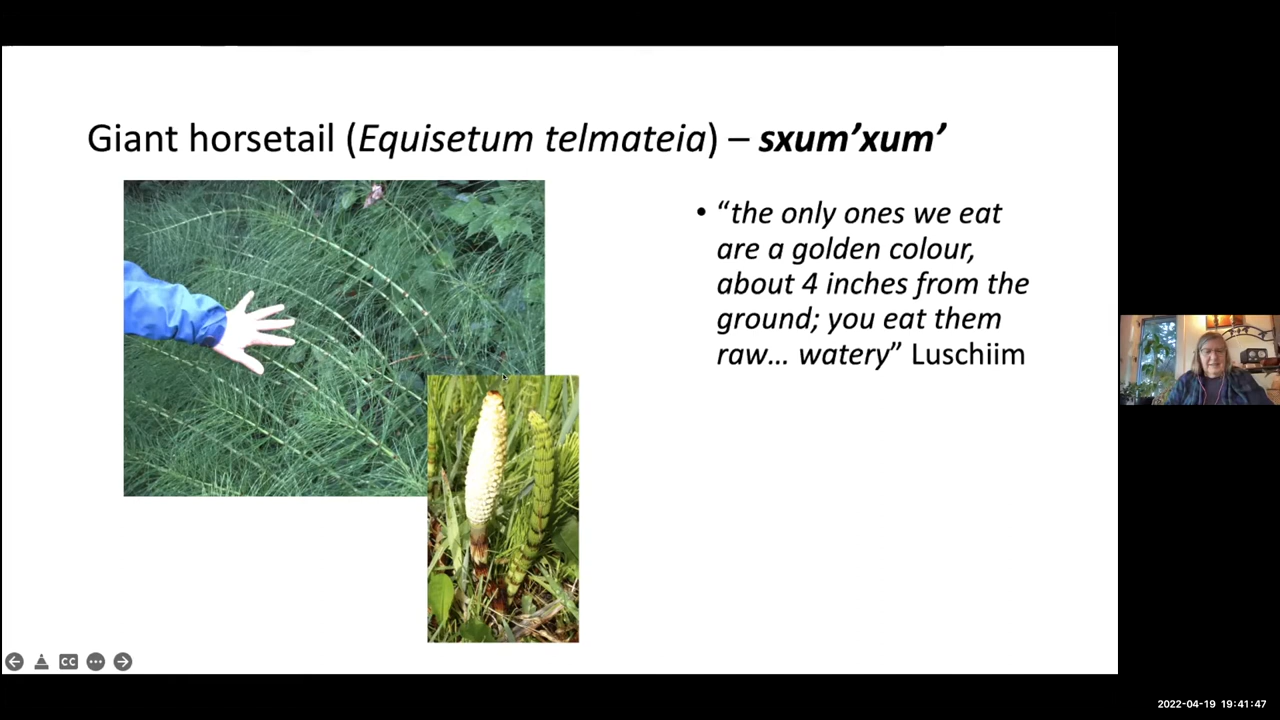 Giant horsetail (Equisetum telmateia) – sxum’xum’
• “the only ones we eat
are a golden colour,
about 4 inches from the
ground; you eat them
raw… watery” Luschiim
CC
2022-04-19 19:41:47